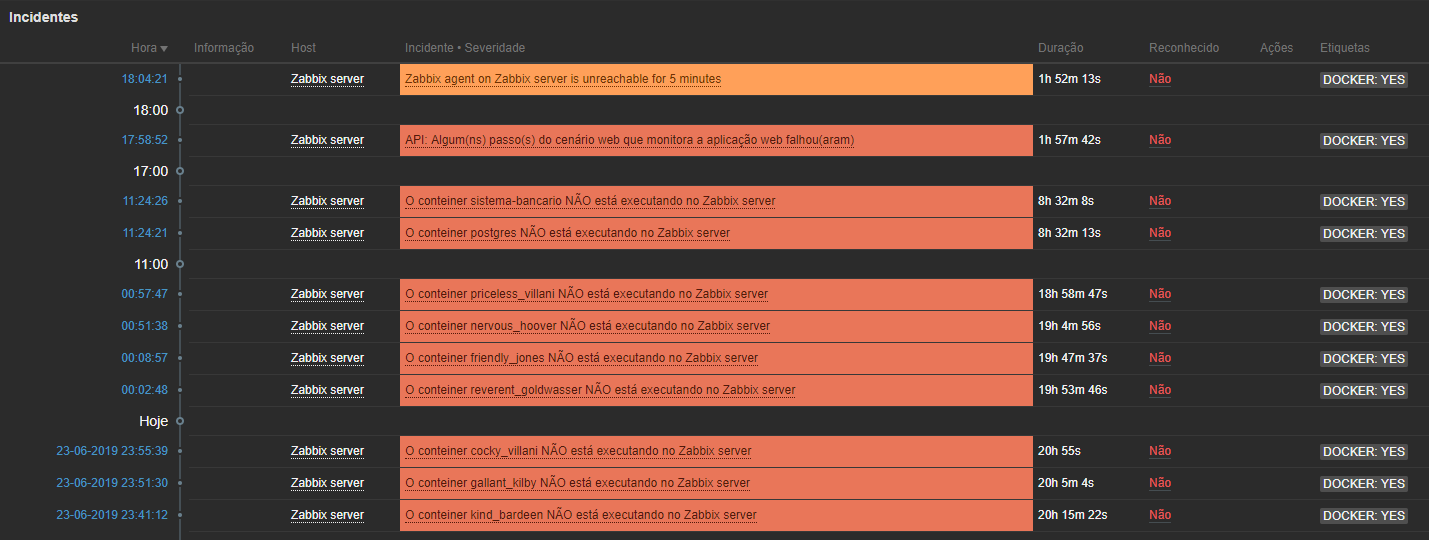 Incidentes
Hora ▼ Informação Host Incidente • Severidade Duração Reconhecido Ações Etiquetas
18:04:21 Zabbix server Zabbix agent on Zabbix server is unreachable for 5 minutes 1h 52m 13s Não DOCKER: YES
18:00
17:58:52 Zabbix server API: Algum(ns) passo(s) do cenário web que monitora a aplicação web falhou(aram) 1h 57m 42s Não DOCKER: YES
17:00
11:24:26 Zabbix server O conteiner sistema-bancario NÃO está executando no Zabbix server 8h 32m 8s Não DOCKER: YES
11:24:21 Zabbix server O conteiner postgres NÃO está executando no Zabbix server 8h 32m 13s Não DOCKER: YES
11:00
00:57:47 Zabbix server O conteiner priceless_villani NÃO está executando no Zabbix server 18h 58m 47s Não DOCKER: YES
00:51:38 Zabbix server O conteiner nervous_hoover NÃO está executando no Zabbix server 19h 4m 56s Não DOCKER: YES
00:08:57 Zabbix server O conteiner friendly_jones NÃO está executando no Zabbix server 19h 47m 37s Não DOCKER: YES
00:02:48 Zabbix server O conteiner reverent_goldwasser NÃO está executando no Zabbix server 19h 53m 46s Não DOCKER: YES
Hoje
23-06-2019 23:55:39 Zabbix server O conteiner cocky_villani NÃO está executando no Zabbix server 20h 55s Não DOCKER: YES
23-06-2019 23:51:30 Zabbix server O conteiner gallant_kilby NÃO está executando no Zabbix server 20h 5m 4s Não DOCKER: YES
23-06-2019 23:41:12 Zabbix server O conteiner kind_bardeen NÃO está executando no Zabbix server 20h 15m 22s Não DOCKER: YES